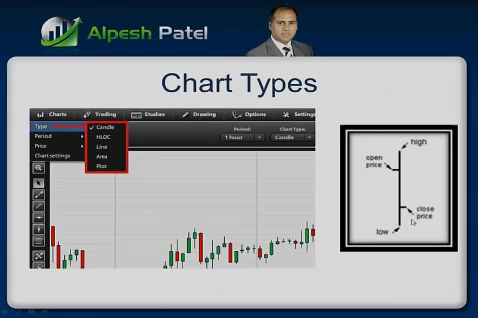 Alpesh Patel
Chart Types
Charts Trading Studies Drawing Options Settings
Type
Period
Price
Chart settings
✓ Candle
HLOC
Line
Area
Plot
Period: Chart Type:
1 hour Candle
high
open
price
close
price
low